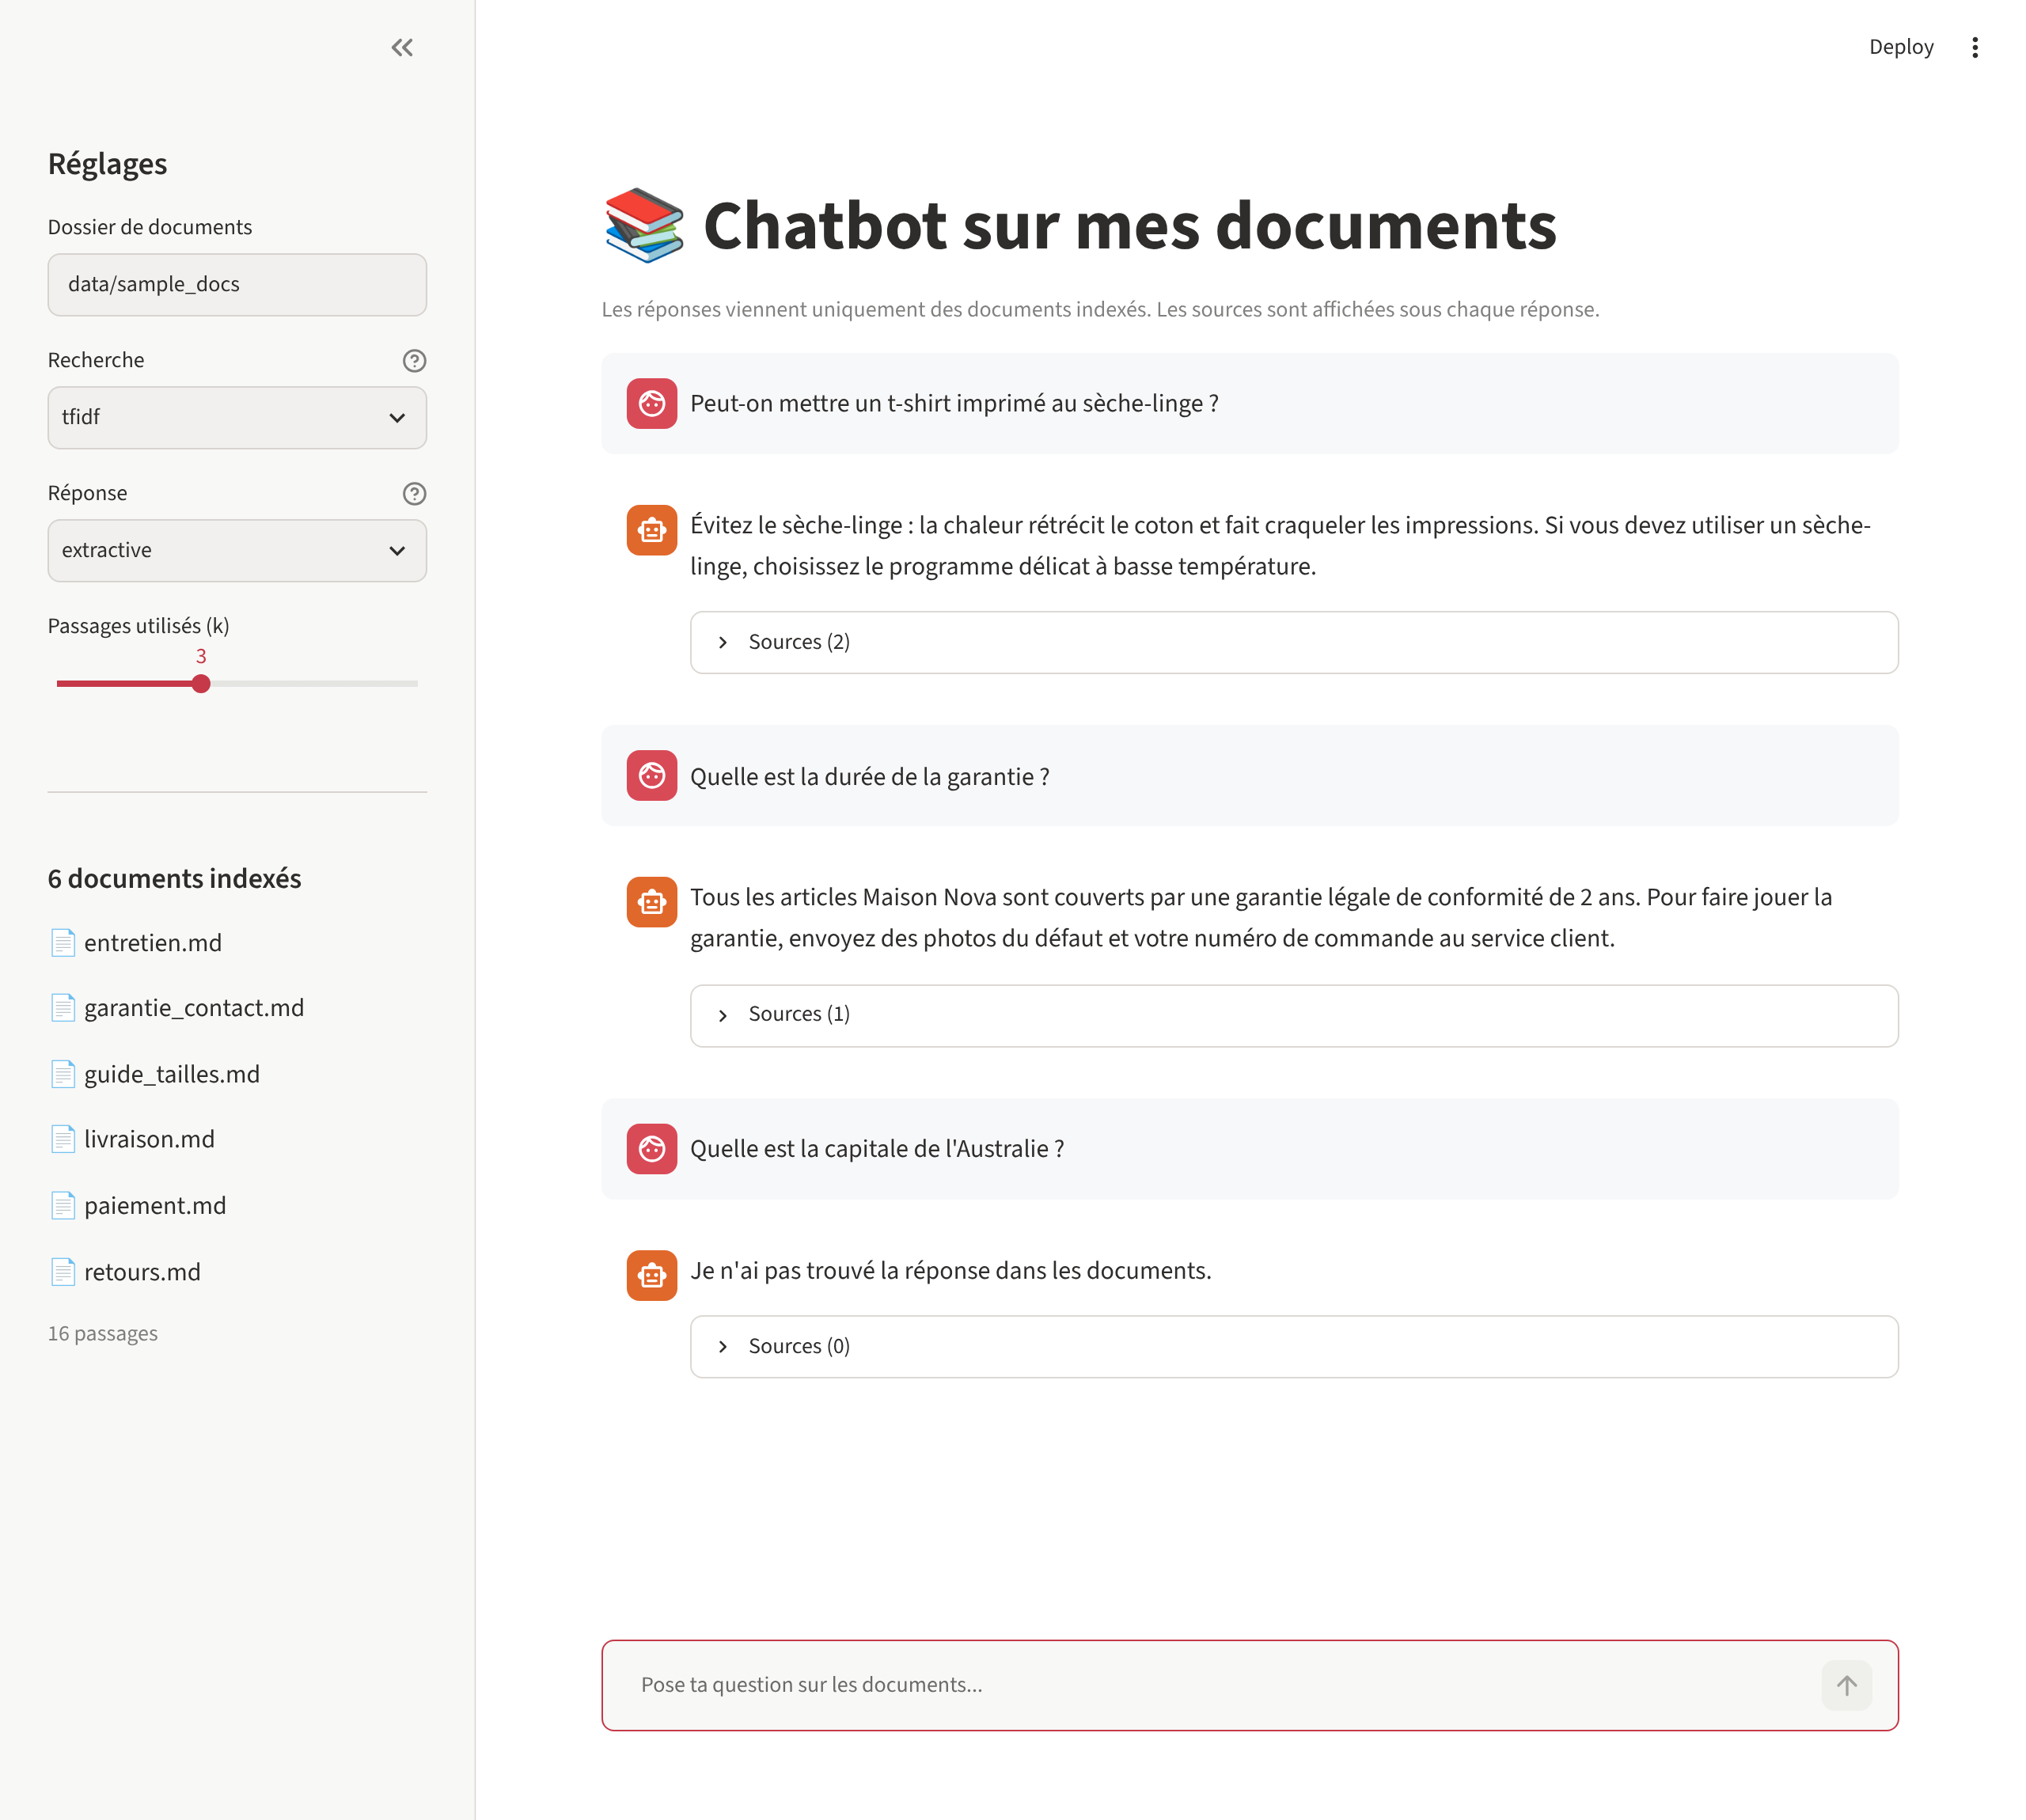 Deploy
Réglages
Dossier de documents
data/sample_docs
Recherche
tfidf
Réponse
extractive
Passages utilisés (k)
3
6 documents indexés
entretien.md
garantie_contact.md
guide_tailles.md
livraison.md
paiement.md
retours.md
16 passages
Chatbot sur mes documents
Les réponses viennent uniquement des documents indexés. Les sources sont affichées sous chaque réponse.
Peut-on mettre un t-shirt imprimé au sèche-linge ?
Évitez le sèche-linge : la chaleur rétrécit le coton et fait craqueler les impressions. Si vous devez utiliser un sèche-
linge, choisissez le programme délicat à basse température.
Sources (2)
Quelle est la durée de la garantie ?
Tous les articles Maison Nova sont couverts par une garantie légale de conformité de 2 ans. Pour faire jouer la
garantie, envoyez des photos du défaut et votre numéro de commande au service client.
Sources (1)
Quelle est la capitale de l'Australie ?
Je n'ai pas trouvé la réponse dans les documents.
Sources (0)
Pose ta question sur les documents...